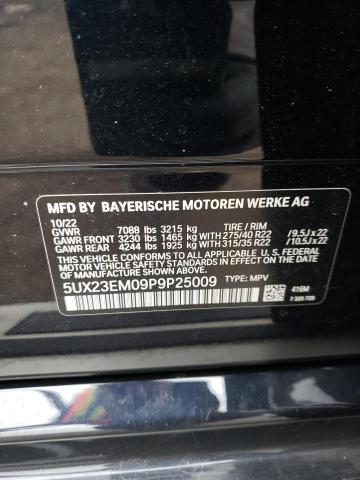 MFD BY BAYERISCHE MOTOREN WERKE AG
10/22
GVWR 7088 lbs 3215 kg TIRE / RIM
GAWR FRONT 3230 lbs 1465 kg WITH 275/40 R22 /9.5J x 22
GAWR REAR 4244 lbs 1925 kg WITH 315/35 R22 /10.5J x 22
THIS VEHICLE CONFORMS TO ALL APPLICABLE U.S. FEDERAL
MOTOR VEHICLE SAFETY STANDARDS IN EFFECT ON THE
DATE OF MANUFACTURE SHOWN ABOVE.
5UX23EM09P9P25009 TYPE: MPV
416M